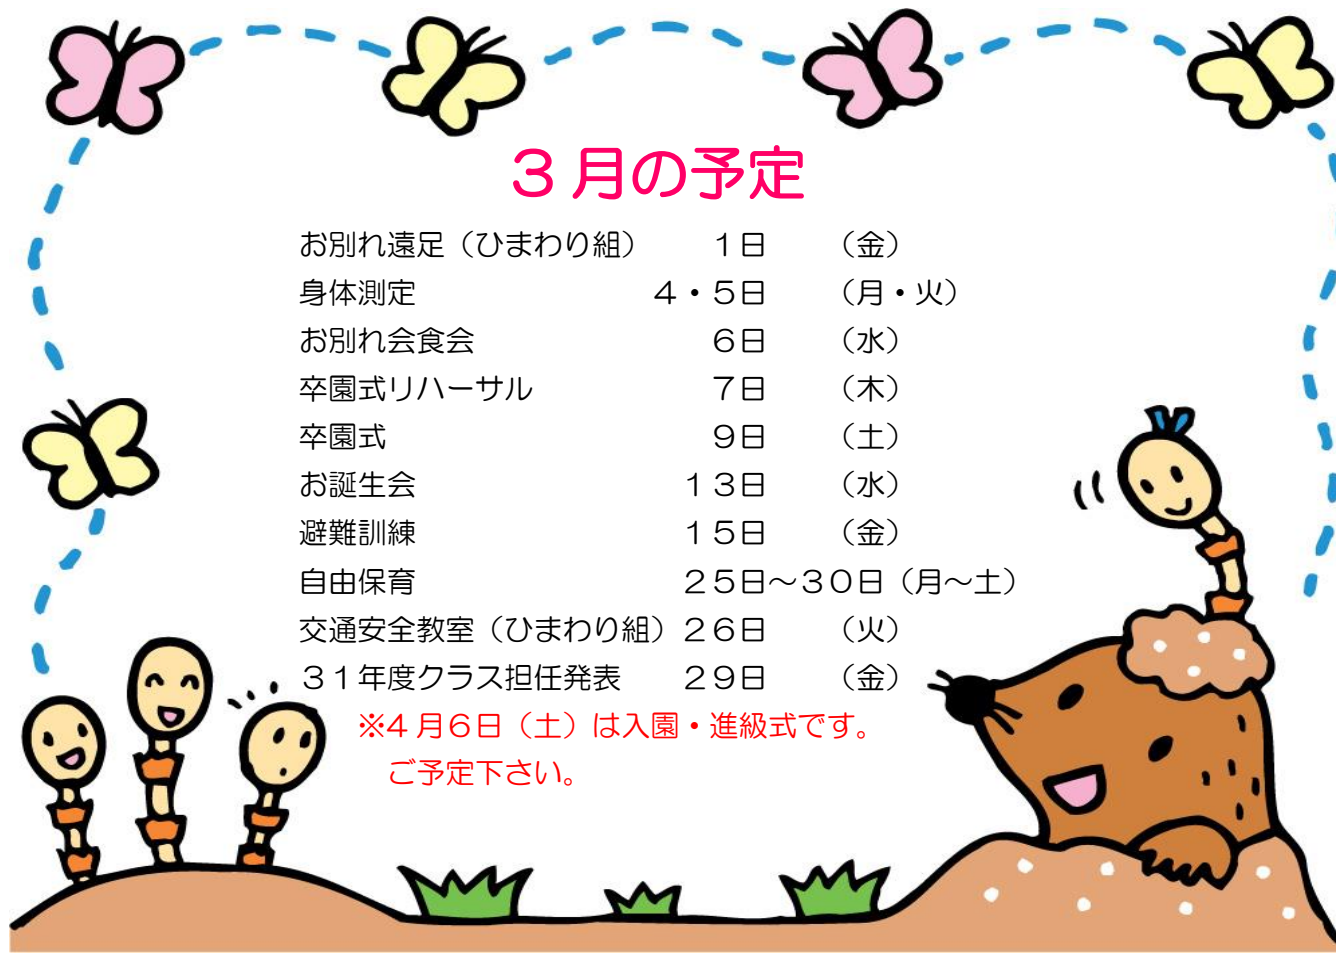 ３月の予定
お別れ遠足（ひまわり組）　１日　（金）
身体測定　４・５日　（月・火）
お別れ会食会　６日　（水）
卒園式リハーサル　７日　（木）
卒園式　９日　（土）
お誕生会　１３日　（水）
避難訓練　１５日　（金）
自由保育　２５日～３０日（月～土）
交通安全教室（ひまわり組）２６日　（火）
３１年度クラス担任発表　２９日　（金）
※４月６日（土）は入園・進級式です。
ご予定下さい。